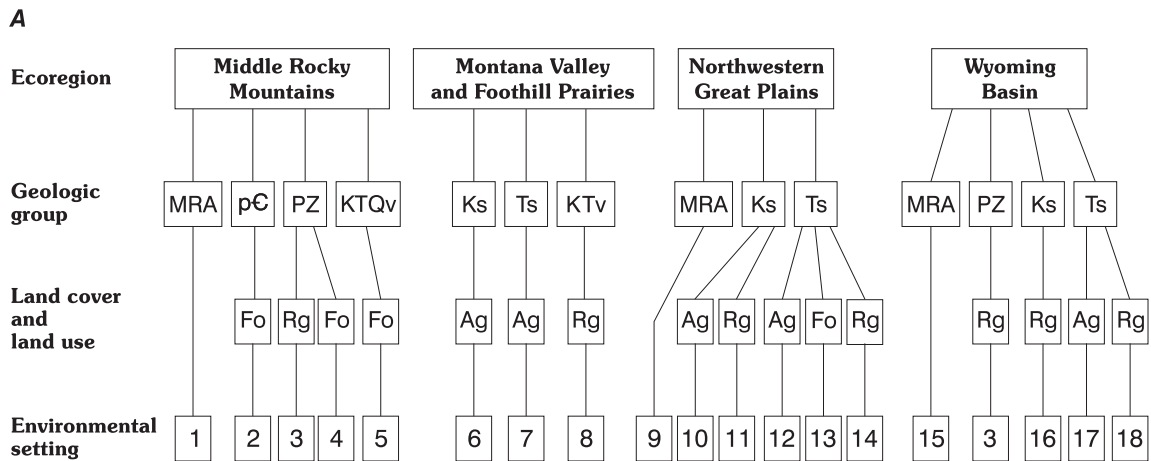 A
Ecoregion
Middle Rocky
Mountains
Montana Valley
and Foothill Prairies
Northwestern
Great Plains
Wyoming
Basin
Geologic
group
MRA pꞒ PZ KTQv Ks Ts KTv MRA Ks Ts MRA PZ Ks Ts
Land cover
and
land use
Fo Rg Fo Fo Ag Ag Rg Ag Rg Ag Fo Rg Rg Rg Ag Rg
Environmental
setting
1 2 3 4 5 6 7 8 9 10 11 12 13 14 15 3 16 17 18